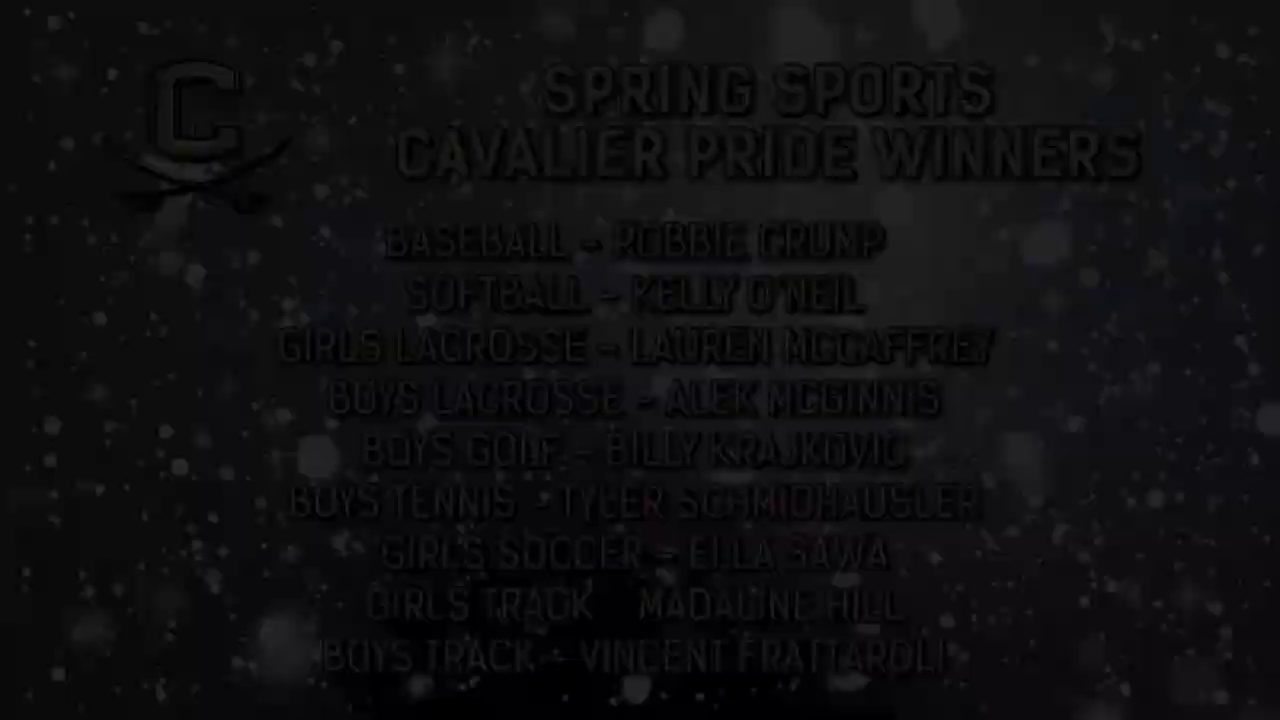 C
SPRING SPORTS
CAVALIER PRIDE WINNERS
BASEBALL - ROBBIE CRUMP
SOFTBALL - KELLY O'NEIL
GIRLS LACROSSE - LAUREN MCCAFFREY
BOYS LACROSSE - ALEK MCGINNIS
BOYS GOLF - BILLY KRAJKOVIC
BOYS TENNIS - TYLER SCHMIDHAUSLER
GIRLS SOCCER - ELLA SAWA
GIRLS TRACK MADALINE HILL
BOYS TRACK - VINCENT FRATTAROLI